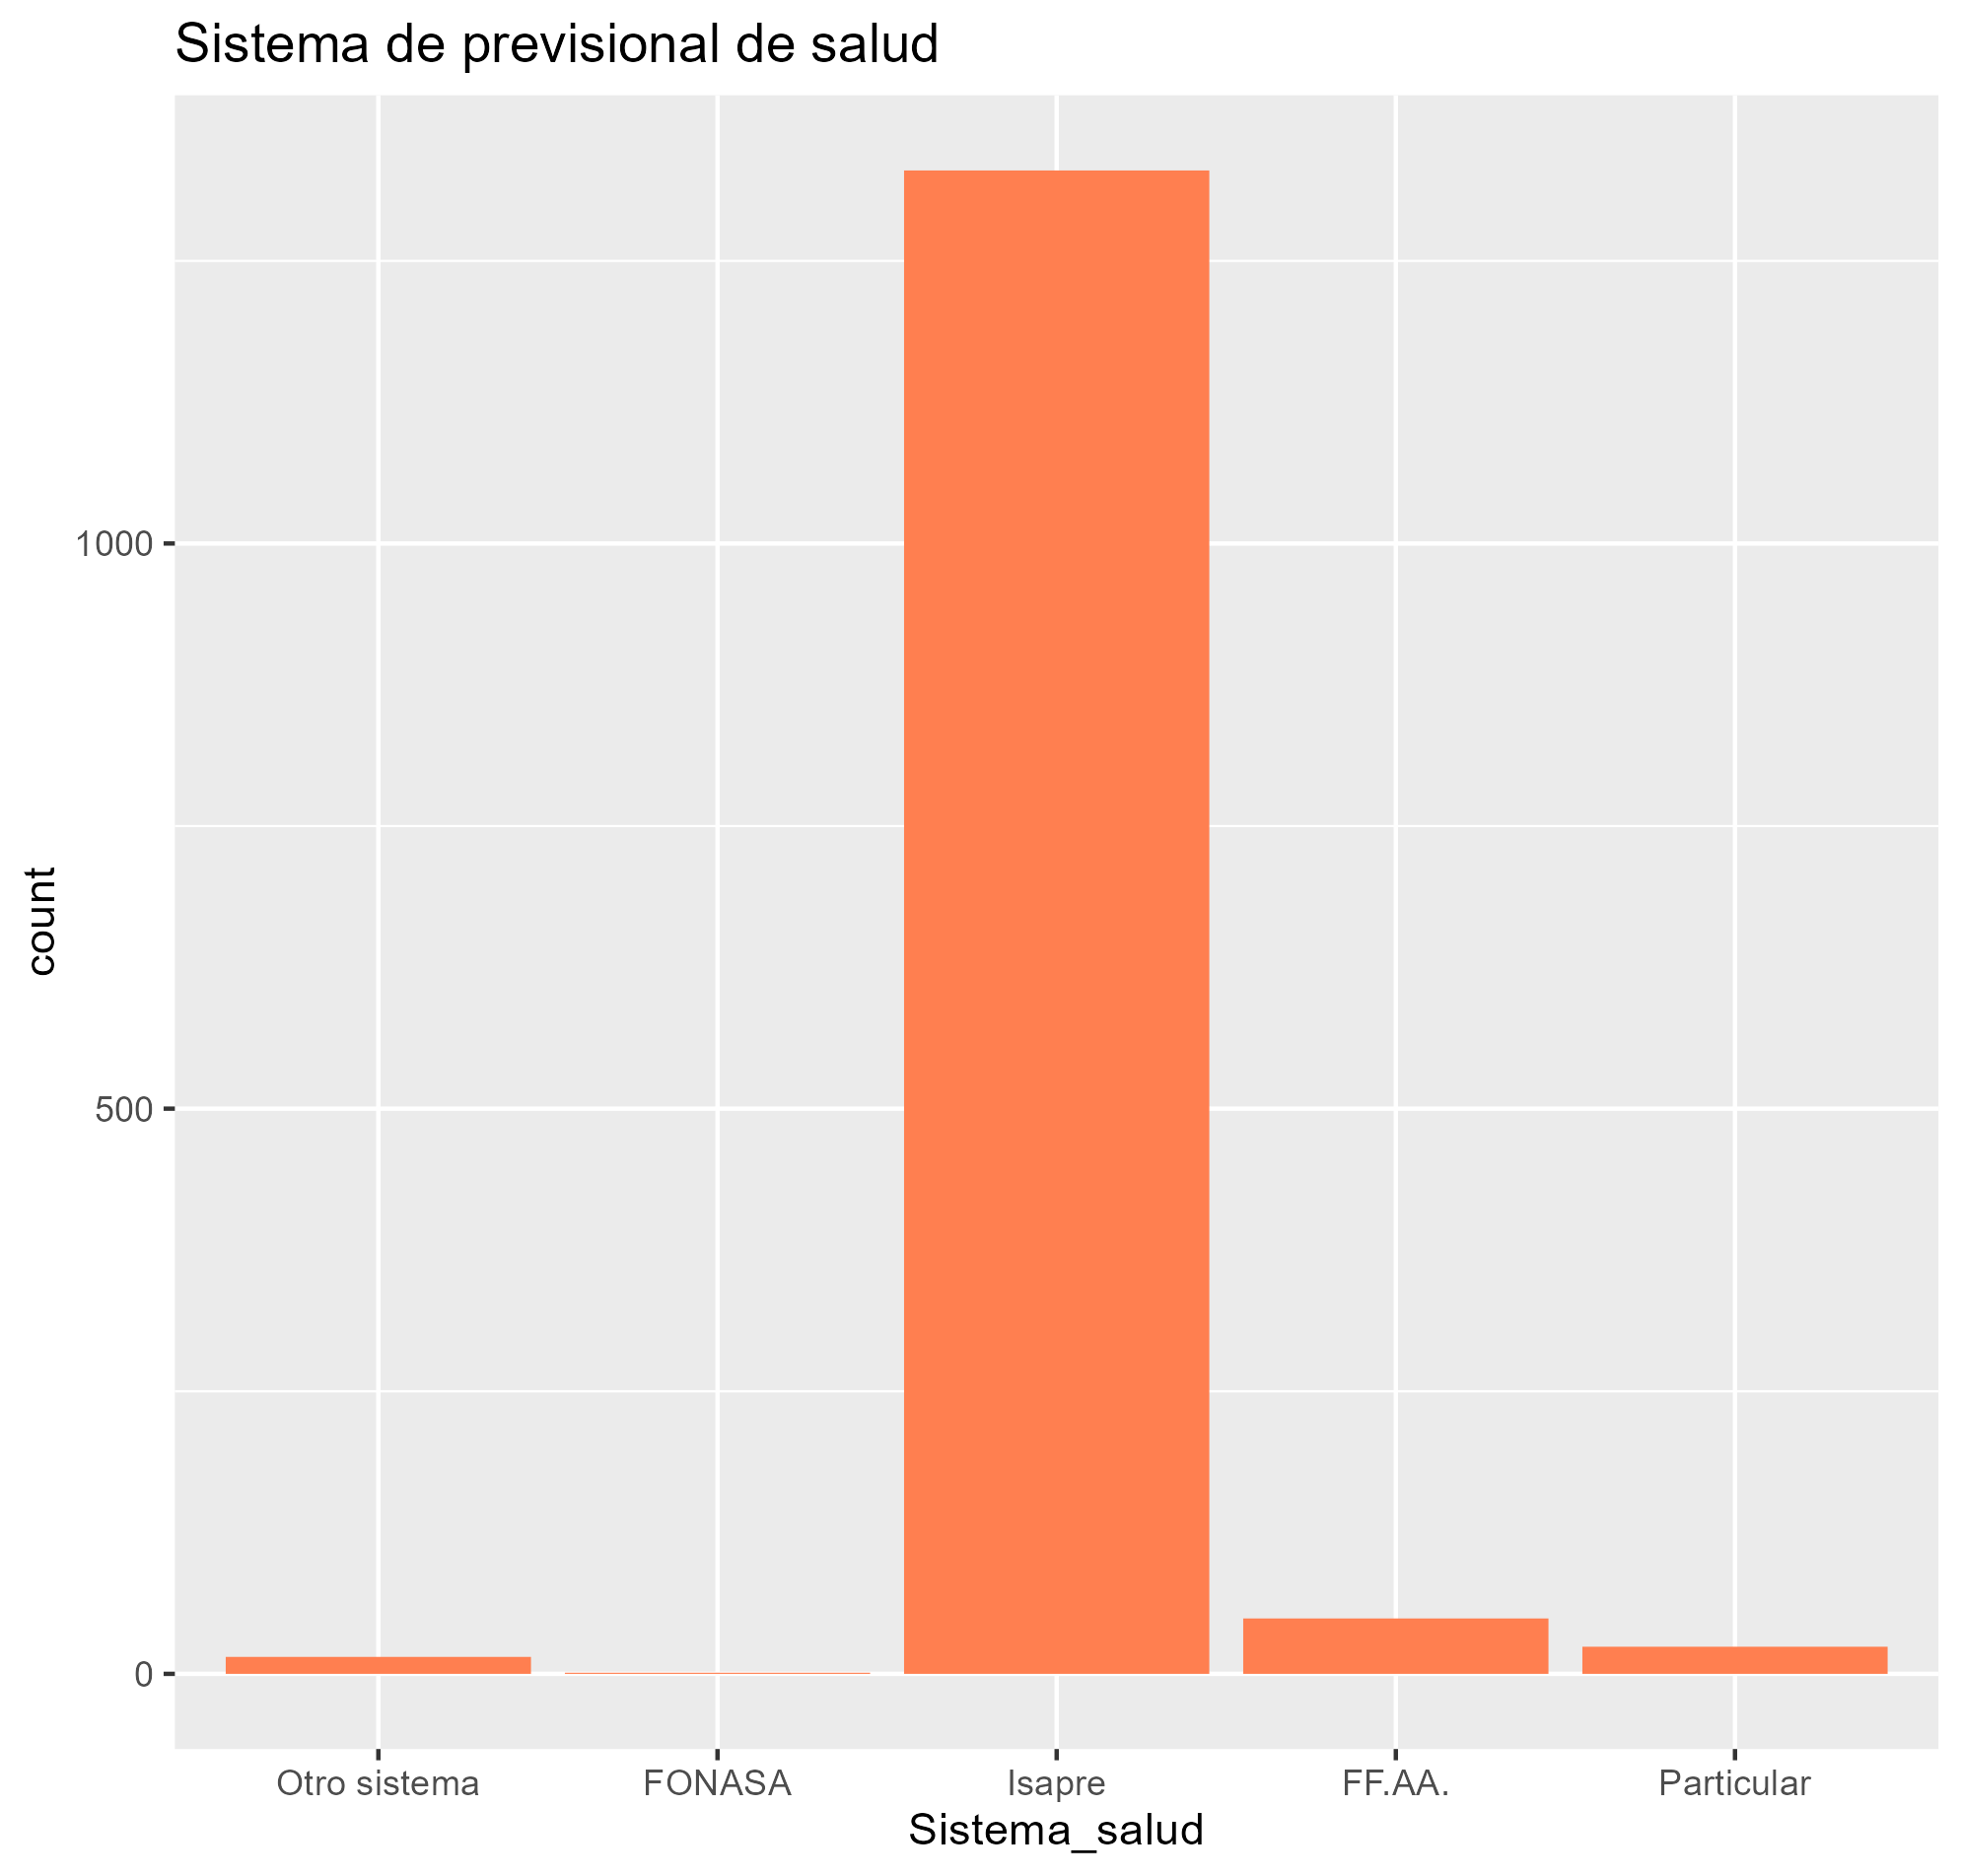 Sistema de previsional de salud
count
1000
500
0
Otro sistema FONASA Isapre FF.AA. Particular
Sistema_salud